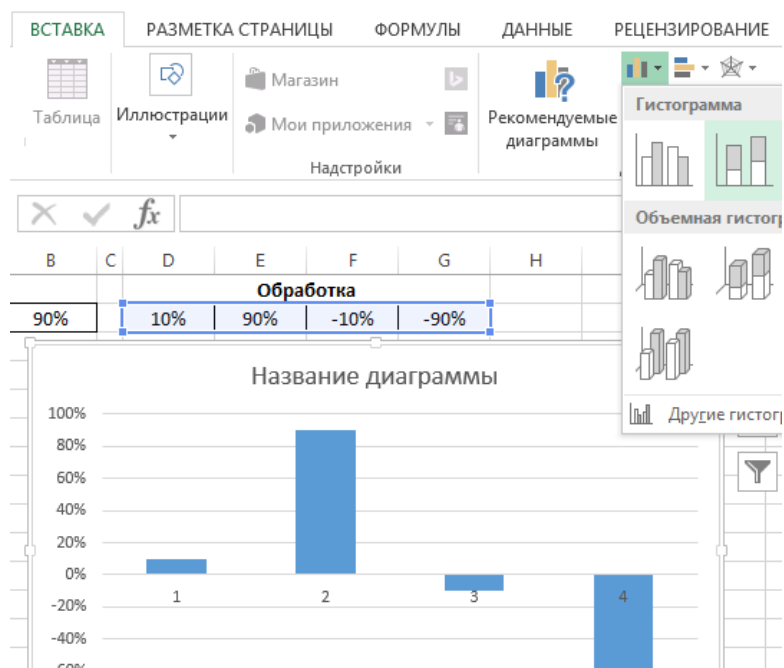 ВСТАВКА РАЗМЕТКА СТРАНИЦЫ ФОРМУЛЫ ДАННЫЕ РЕЦЕНЗИРОВАНИЕ
Таблица
Иллюстрации
Магазин
Мои приложения
Надстройки
Рекомендуемые
диаграммы
Гистограмма
Объемная гистогр
Другие гистогр
fx
B C D E F G H
Обработка
90% 10% 90% -10% -90%
Название диаграммы
100%
80%
60%
40%
20%
0%
-20%
-40%
-60%
1 2 3 4